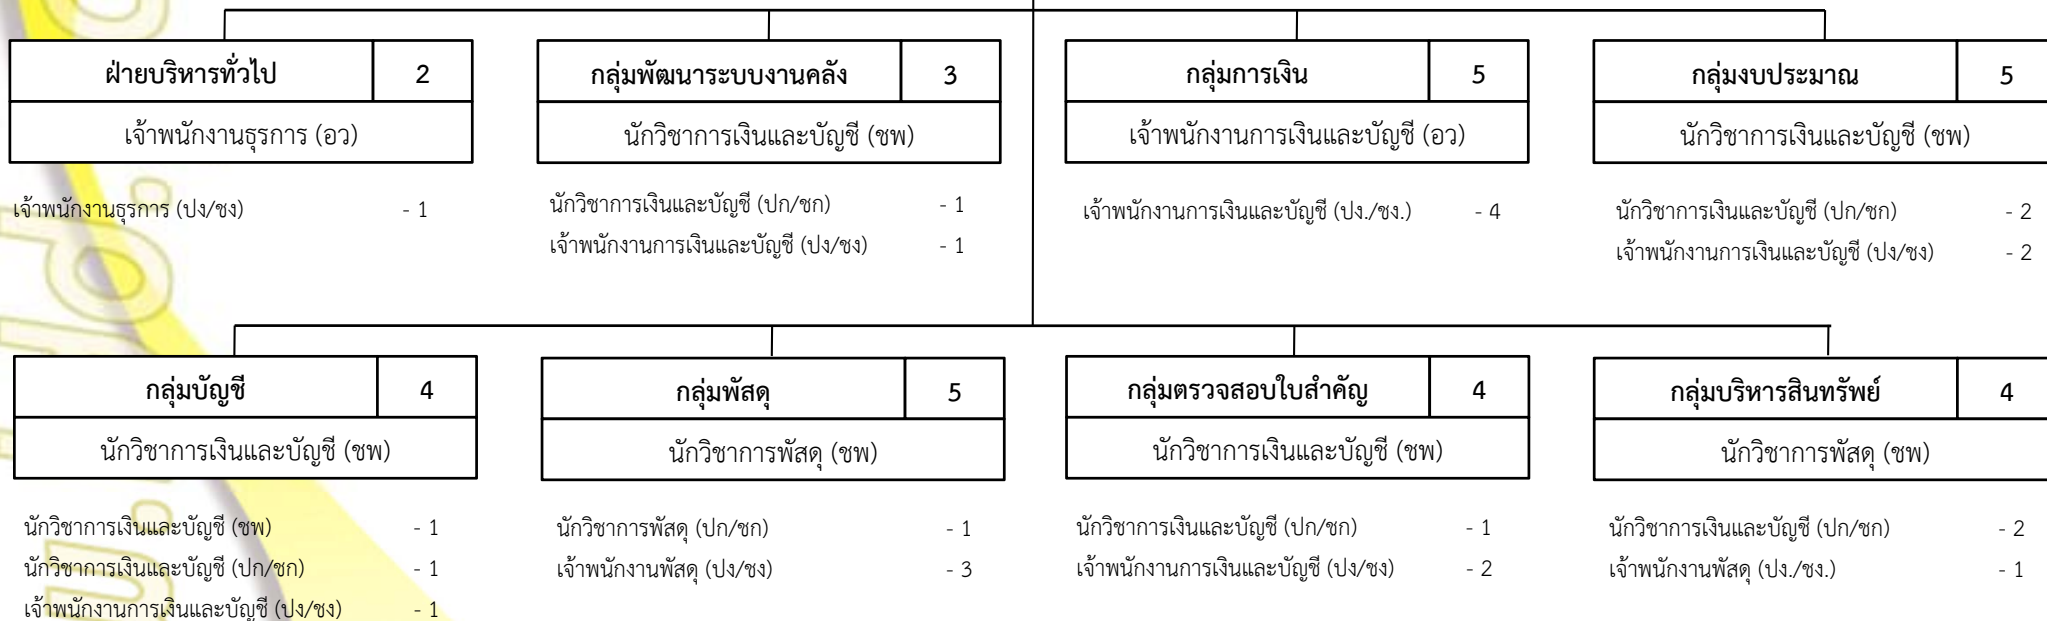 ฝ่ายบริหารทั่วไป 2
เจ้าพนักงานธุรการ (อว)
เจ้าพนักงานธุรการ (ปง/ชง) - 1
กลุ่มพัฒนาระบบงานคลัง 3
นักวิชาการเงินและบัญชี (ชพ)
นักวิชาการเงินและบัญชี (ปก/ชก) - 1
เจ้าพนักงานการเงินและบัญชี (ปง/ชง) - 1
กลุ่มการเงิน 5
เจ้าพนักงานการเงินและบัญชี (อว)
เจ้าพนักงานการเงินและบัญชี (ปง./ชง.) - 4
กลุ่มงบประมาณ 5
นักวิชาการเงินและบัญชี (ชพ)
นักวิชาการเงินและบัญชี (ปก/ชก) - 2
เจ้าพนักงานการเงินและบัญชี (ปง/ชง) - 2
กลุ่มบัญชี 4
นักวิชาการเงินและบัญชี (ชพ)
นักวิชาการเงินและบัญชี (ชพ) - 1
นักวิชาการเงินและบัญชี (ปก/ชก) - 1
เจ้าพนักงานการเงินและบัญชี (ปง/ชง) - 1
กลุ่มพัสดุ 5
นักวิชาการพัสดุ (ชพ)
นักวิชาการพัสดุ (ปก/ชก) - 1
เจ้าพนักงานพัสดุ (ปง/ชง) - 3
กลุ่มตรวจสอบใบสำคัญ 4
นักวิชาการเงินและบัญชี (ชพ)
นักวิชาการเงินและบัญชี (ปก/ชก) - 1
เจ้าพนักงานการเงินและบัญชี (ปง/ชง) - 2
กลุ่มบริหารสินทรัพย์ 4
นักวิชาการพัสดุ (ชพ)
นักวิชาการเงินและบัญชี (ปก/ชก) - 2
เจ้าพนักงานพัสดุ (ปง./ชง.) - 1